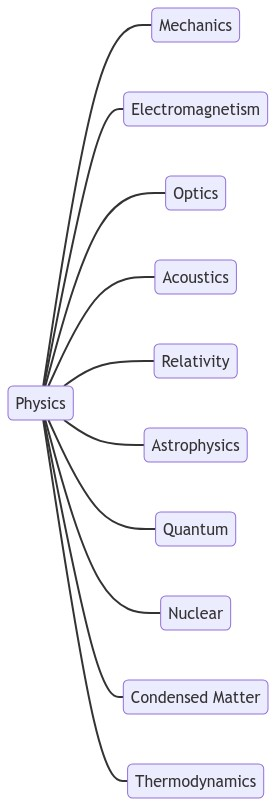 Mechanics
Electromagnetism
Optics
Acoustics
Relativity
Physics
Astrophysics
Quantum
Nuclear
Condensed Matter
Thermodynamics